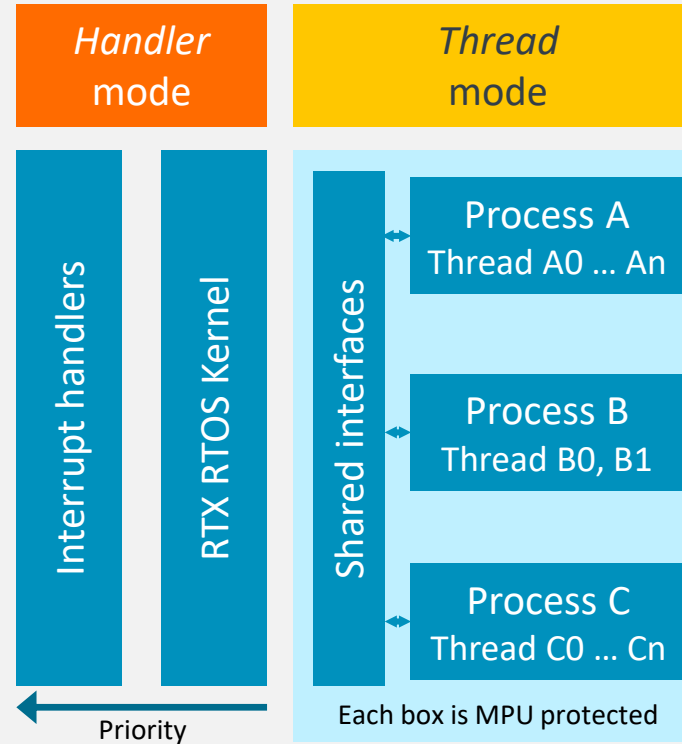 Handler
mode
Thread
mode
Interrupt handlers
RTX RTOS Kernel
Shared interfaces
Process A
Thread A0 ... An
Process B
Thread B0, B1
Process C
Thread C0 ... Cn
Priority
Each box is MPU protected